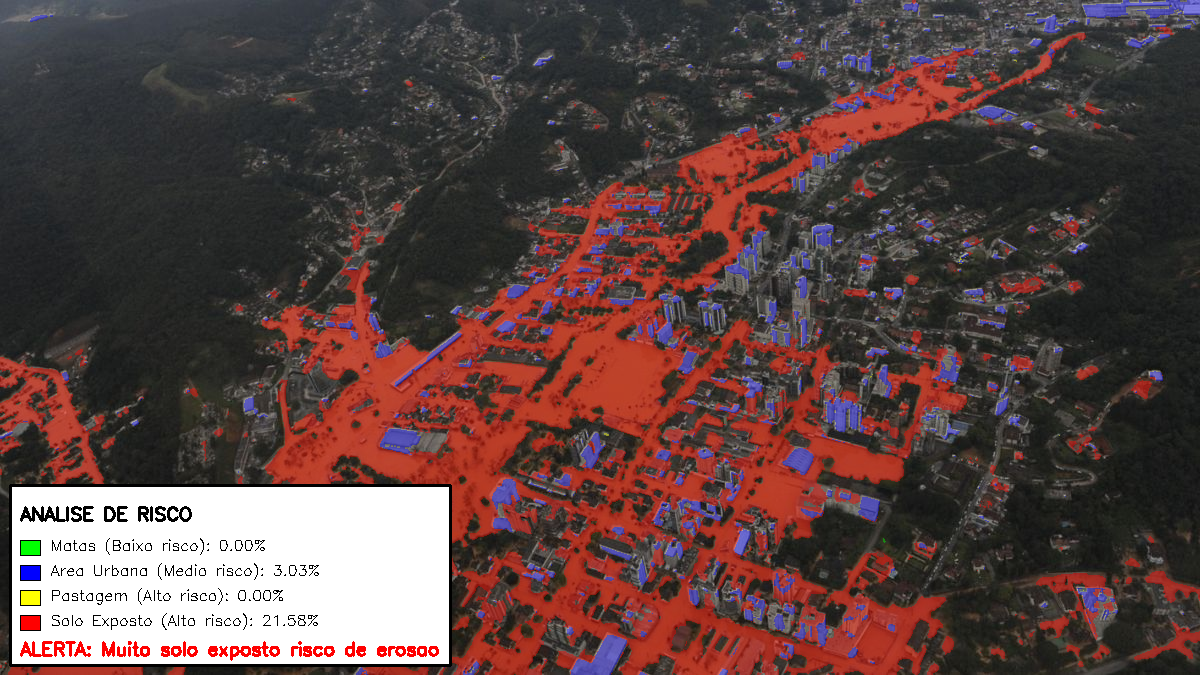 ANALISE DE RISCO
Matas (Baixo risco): 0.00%
Area Urbana (Medio risco): 3.03%
Pastagem (Alto risco): 0.00%
Solo Exposto (Alto risco): 21.58%
ALERTA: Muito solo exposto risco de erosao